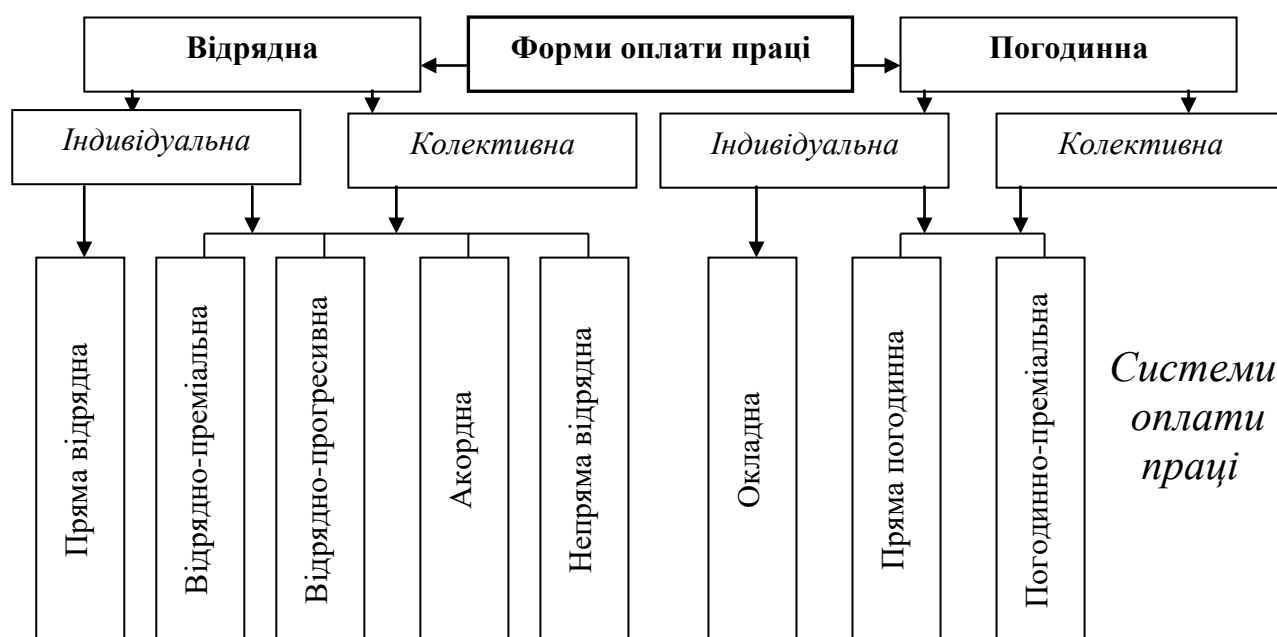 Відрядна
Форми оплати праці
Погодинна
Індивідуальна
Колективна
Індивідуальна
Колективна
Пряма відрядна
Відрядно-преміальна
Відрядно-прогресивна
Акордна
Непряма відрядна
Окладна
Пряма погодинна
Погодинно-преміальна
Системи
оплати
праці